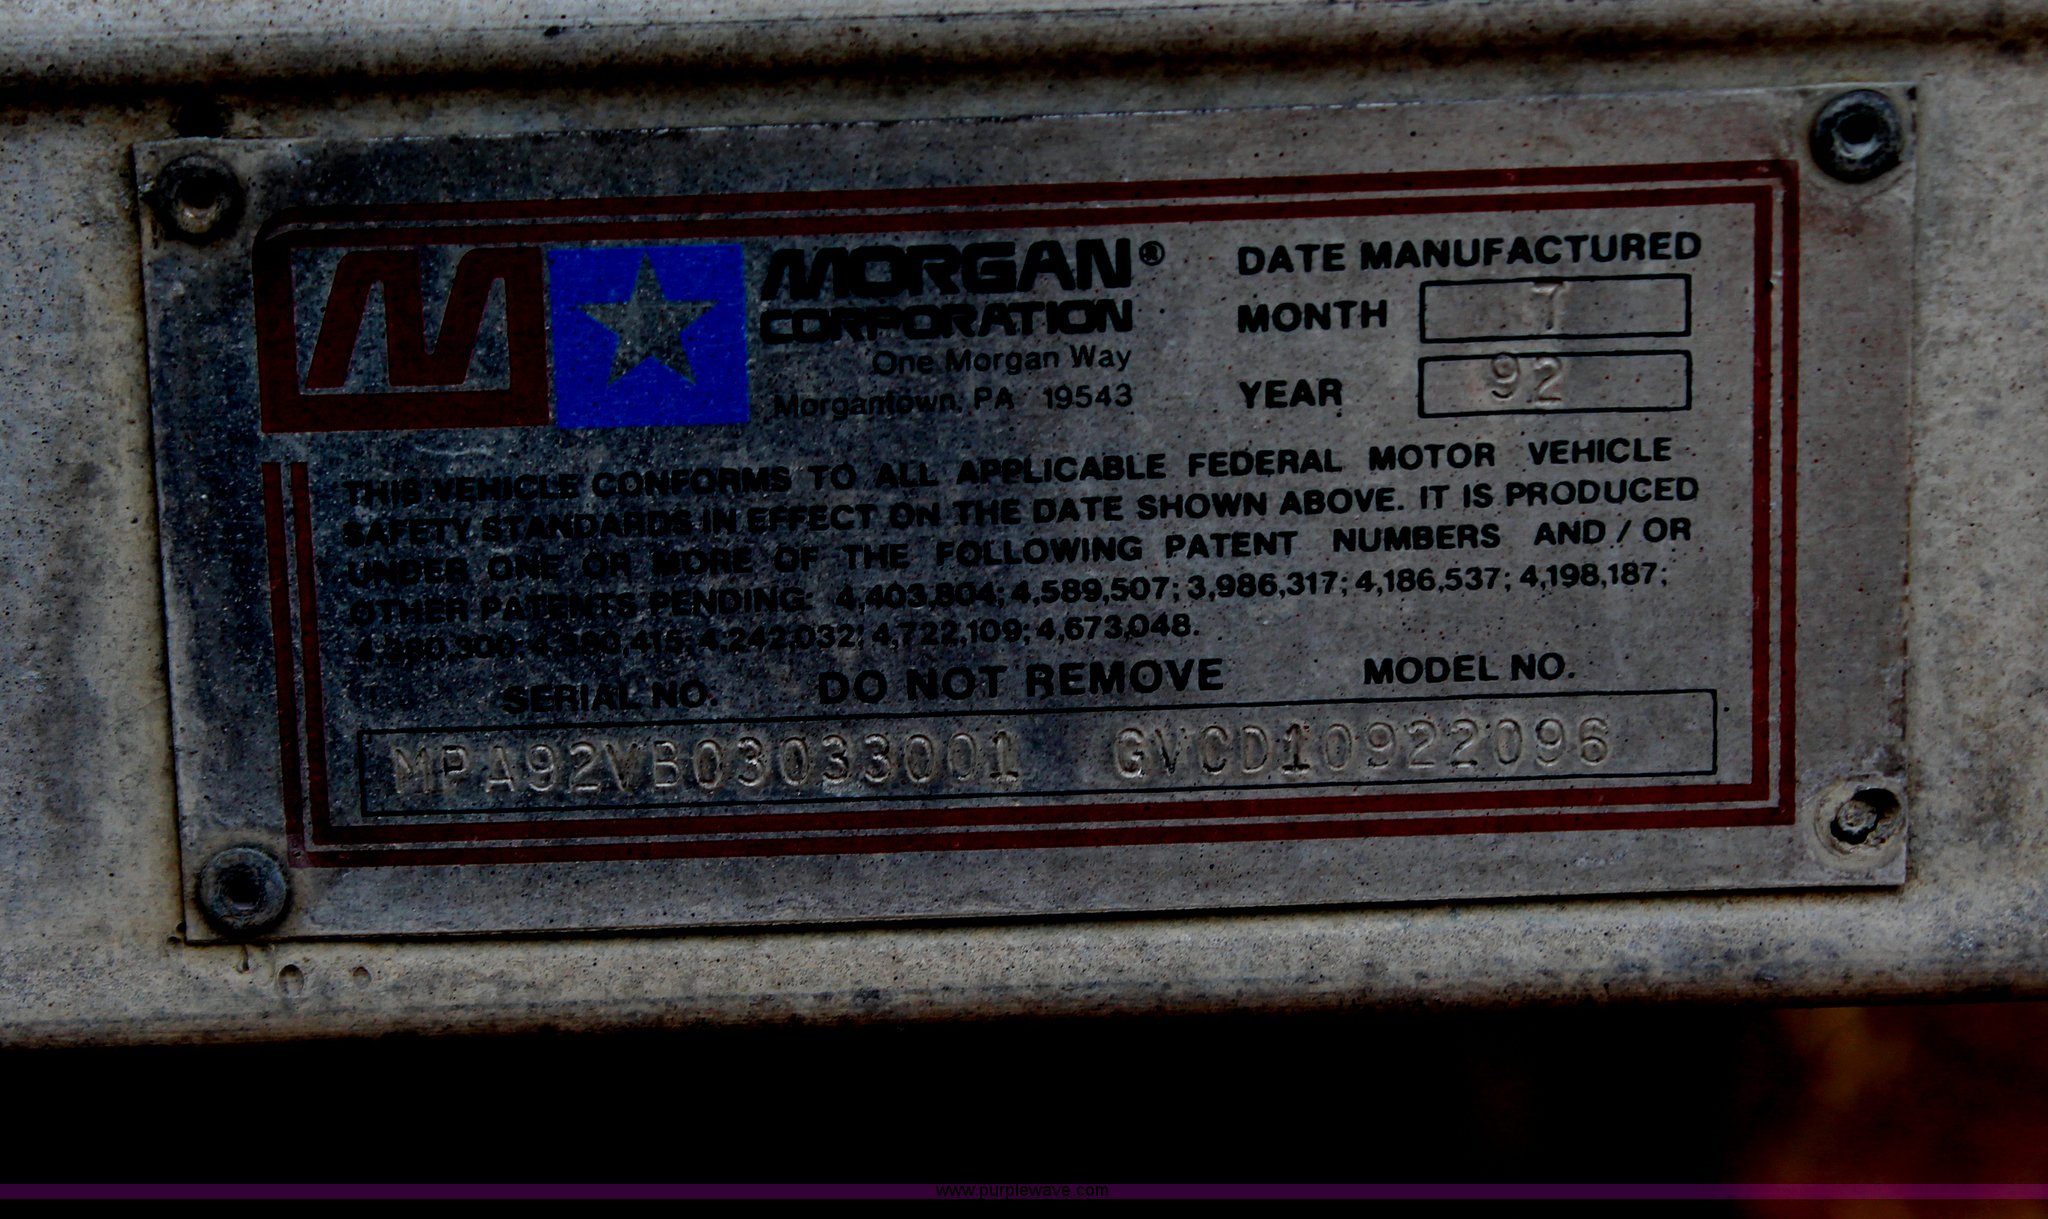 M MORGAN®
CORPORATION
One Morgan Way
Morgantown, PA 19543
DATE MANUFACTURED
MONTH 7
YEAR 92
THIS VEHICLE CONFORMS TO ALL APPLICABLE FEDERAL MOTOR VEHICLE
SAFETY STANDARDS IN EFFECT ON THE DATE SHOWN ABOVE. IT IS PRODUCED
UNDER ONE OR MORE OF THE FOLLOWING PATENT NUMBERS AND / OR
OTHER PATENTS PENDING: 4,403,804; 4,589,507; 3,986,317; 4,186,537; 4,198,187;
4,242,032; 4,722,109; 4,673,048.
SERIAL NO. DO NOT REMOVE MODEL NO.
MPA92VB03033001 GVCD10922096
www.purplewave.com